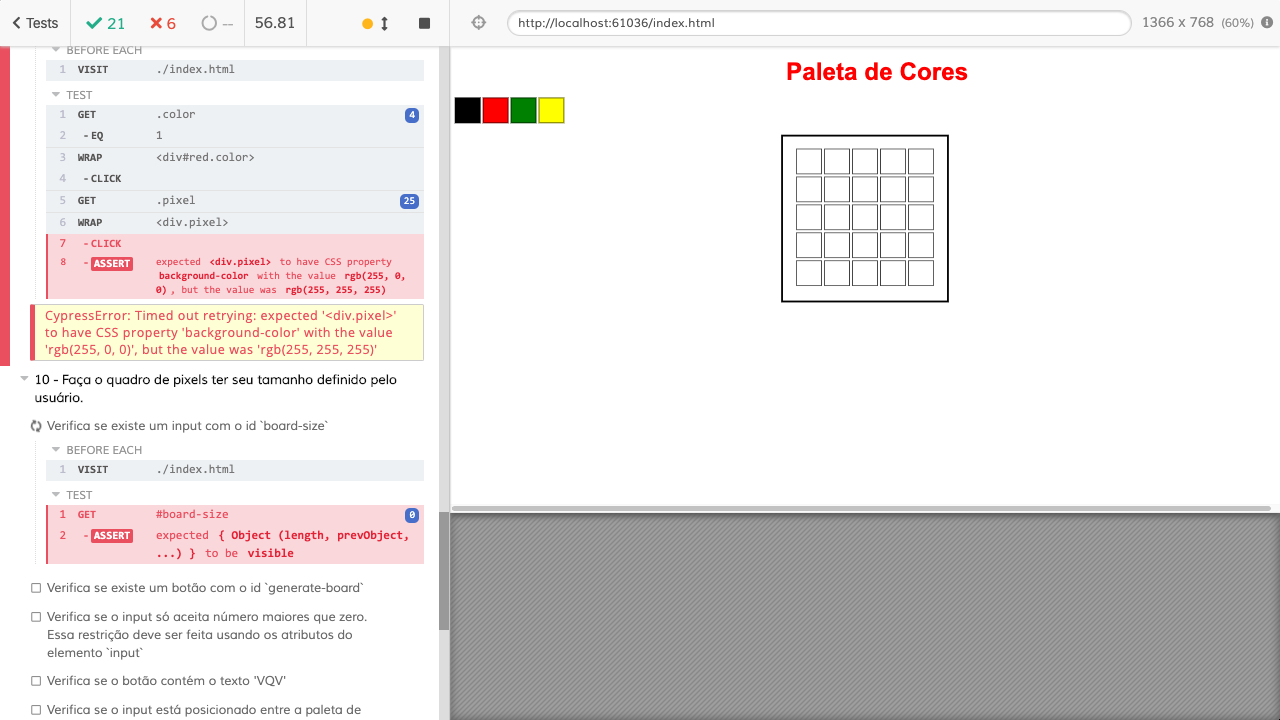 Tests
21
6
--
56.81
http://localhost:61036/index.html
1366 x 768 (60%)
BEFORE EACH
1 VISIT ./index.html
TEST
1 GET .color 4
2 - EQ 1
3 WRAP <div#red.color>
4 - CLICK
5 GET .pixel 25
6 WRAP <div.pixel>
7 - CLICK
8 - ASSERT expected <div.pixel> to have CSS property
background-color with the value rgb(255, 0,
0) , but the value was rgb(255, 255, 255)
CypressError: Timed out retrying: expected '<div.pixel>'
to have CSS property 'background-color' with the value
'rgb(255, 0, 0)', but the value was 'rgb(255, 255, 255)'
10 - Faça o quadro de pixels ter seu tamanho definido pelo
usuário.
Verifica se existe um input com o id `board-size`
BEFORE EACH
1 VISIT ./index.html
TEST
1 GET #board-size 0
2 - ASSERT expected { Object (length, prevObject,
...) } to be visible
Verifica se existe um botão com o id `generate-board`
Verifica se o input só aceita número maiores que zero.
Essa restrição deve ser feita usando os atributos do
elemento `input`
Verifica se o botão contém o texto 'VQV'
Verifica se o input está posicionado entre a paleta de
Paleta de Cores